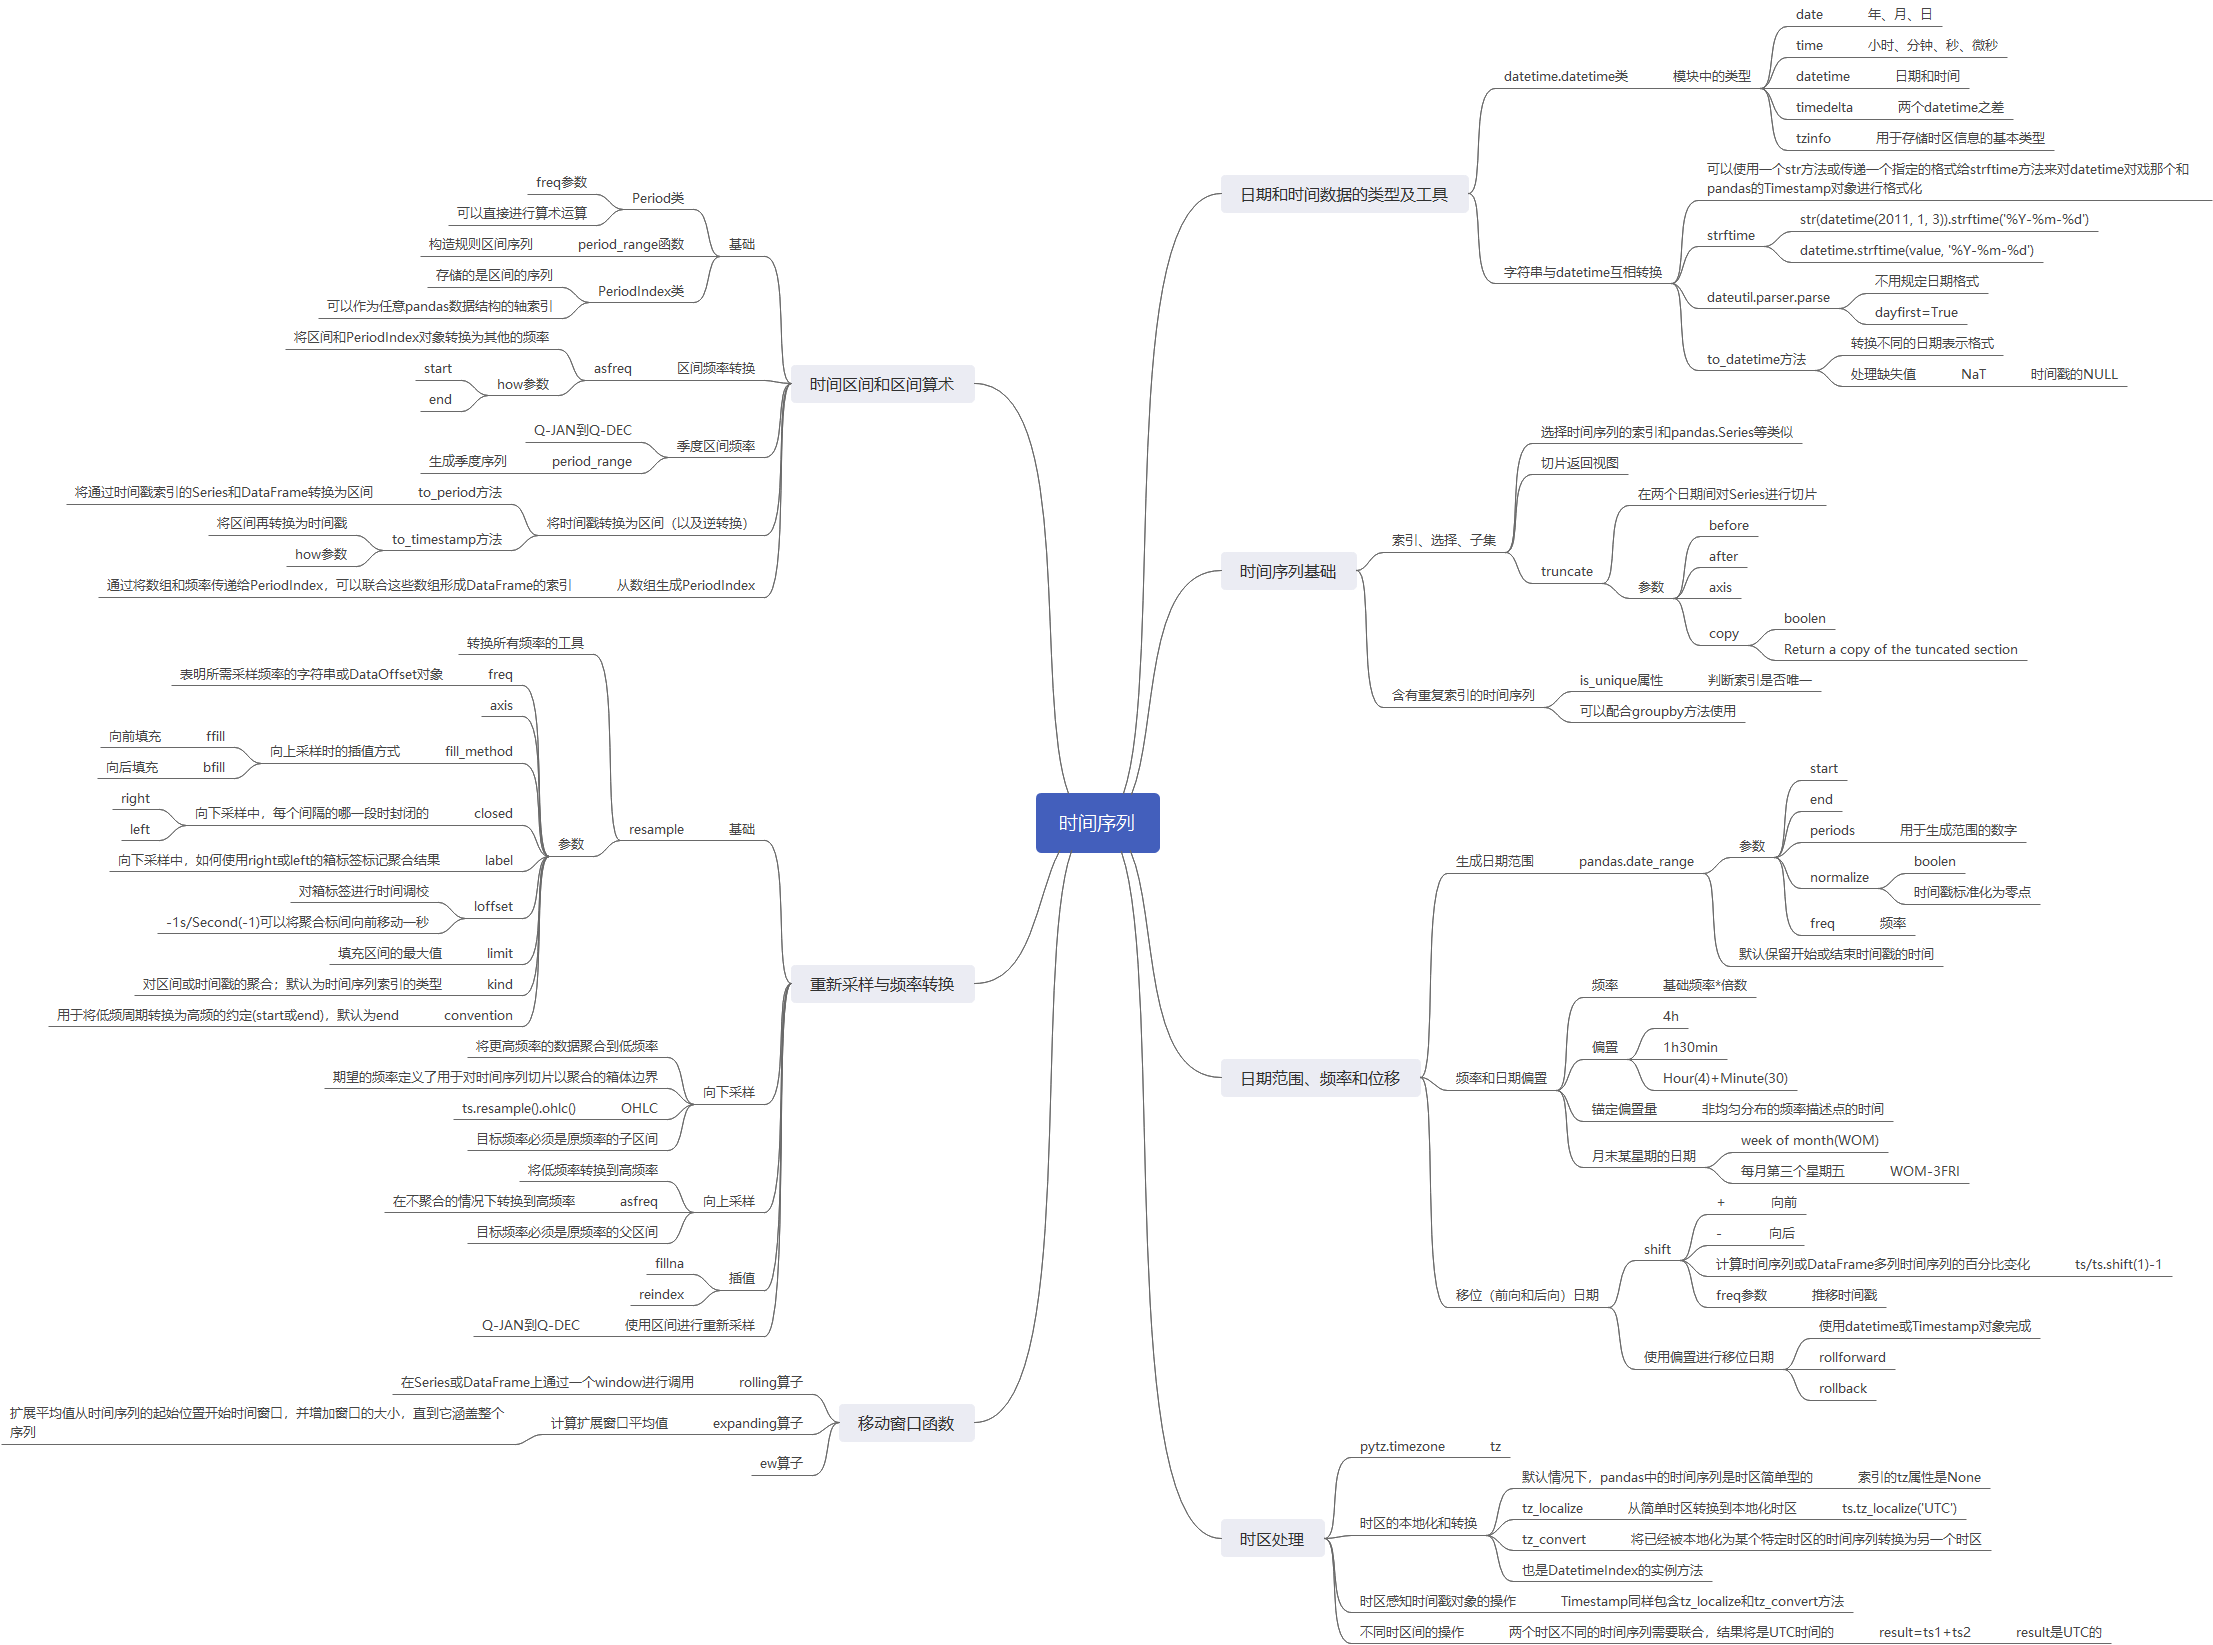 时间序列
日期和时间数据的类型及工具
datetime.datetime类
模块中的类型
date
年、月、日
time
小时、分钟、秒、微秒
datetime
日期和时间
timedelta
两个datetime之差
tzinfo
用于存储时区信息的基本类型
字符串与datetime互相转换
可以使用一个str方法或传递一个指定的格式给strftime方法来对datetime对戏那个和
pandas的Timestamp对象进行格式化
strftime
str(datetime(2011, 1, 3)).strftime('%Y-%m-%d')
datetime.strftime(value, '%Y-%m-%d')
dateutil.parser.parse
不用规定日期格式
dayfirst=True
to_datetime方法
转换不同的日期表示格式
处理缺失值
NaT
时间戳的NULL
时间序列基础
索引、选择、子集
选择时间序列的索引和pandas.Series等类似
切片返回视图
truncate
在两个日期间对Series进行切片
参数
before
after
axis
copy
boolen
Return a copy of the tuncated section
含有重复索引的时间序列
is_unique属性
判断索引是否唯一
可以配合groupby方法使用
日期范围、频率和位移
生成日期范围
pandas.date_range
参数
start
end
periods
用于生成范围的数字
normalize
boolen
时间戳标准化为零点
freq
频率
默认保留开始或结束时间戳的时间
频率和日期偏置
频率
基础频率*倍数
偏置
4h
1h30min
Hour(4)+Minute(30)
锚定偏置量
非均匀分布的频率描述点的时间
月末某星期的日期
week of month(WOM)
每月第三个星期五
WOM-3FRI
移位（前向和后向）日期
shift
+
向前
-
向后
计算时间序列或DataFrame多列时间序列的百分比变化
ts/ts.shift(1)-1
freq参数
推移时间戳
使用偏置进行移位日期
使用datetime或Timestamp对象完成
rollforward
rollback
时区处理
pytz.timezone
tz
时区的本地化和转换
默认情况下，pandas中的时间序列是时区简单型的
索引的tz属性是None
tz_localize
从简单时区转换到本地化时区
ts.tz_localize('UTC')
tz_convert
将已经被本地化为某个特定时区的时间序列转换为另一个时区
也是DatetimeIndex的实例方法
时区感知时间戳对象的操作
Timestamp同样包含tz_localize和tz_convert方法
不同时区间的操作
两个时区不同的时间序列需要联合，结果将是UTC时间的
result=ts1+ts2
result是UTC的
时间区间和区间算术
基础
Period类
freq参数
可以直接进行算术运算
period_range函数
构造规则区间序列
PeriodIndex类
存储的是区间的序列
可以作为任意pandas数据结构的轴索引
区间频率转换
asfreq
将区间和PeriodIndex对象转换为其他的频率
how参数
start
end
季度区间频率
Q-JAN到Q-DEC
period_range
生成季度序列
将时间戳转换为区间（以及逆转换）
to_period方法
将通过时间戳索引的Series和DataFrame转换为区间
to_timestamp方法
将区间再转换为时间戳
how参数
从数组生成PeriodIndex
通过将数组和频率传递给PeriodIndex，可以联合这些数组形成DataFrame的索引
重新采样与频率转换
基础
resample
转换所有频率的工具
参数
freq
表明所需采样频率的字符串或DataOffset对象
axis
fill_method
向上采样时的插值方式
ffill
向前填充
bfill
向后填充
closed
向下采样中，每个间隔的哪一段时封闭的
right
left
label
向下采样中，如何使用right或left的箱标签标记聚合结果
loffset
对箱标签进行时间调校
-1s/Second(-1)可以将聚合标间向前移动一秒
limit
填充区间的最大值
kind
对区间或时间戳的聚合；默认为时间序列索引的类型
convention
用于将低频周期转换为高频的约定(start或end)，默认为end
向下采样
将更高频率的数据聚合到低频率
期望的频率定义了用于对时间序列切片以聚合的箱体边界
OHLC
ts.resample().ohlc()
目标频率必须是原频率的子区间
向上采样
将低频率转换到高频率
asfreq
在不聚合的情况下转换到高频率
目标频率必须是原频率的父区间
插值
fillna
reindex
使用区间进行重新采样
Q-JAN到Q-DEC
移动窗口函数
rolling算子
在Series或DataFrame上通过一个window进行调用
expanding算子
计算扩展窗口平均值
扩展平均值从时间序列的起始位置开始时间窗口，并增加窗口的大小，直到它涵盖整个
序列
ew算子